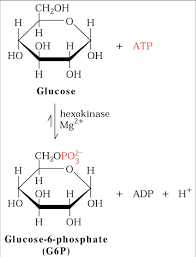 CH₂OH
H O H
H
OH H
HO OH
H OH
+ ATP
Glucose
hexokinase
Mg²⁺
CH₂OPO₃²⁻
H O H
H
OH H
HO OH
H OH
+ ADP + H⁺
Glucose-6-phosphate
(G6P)